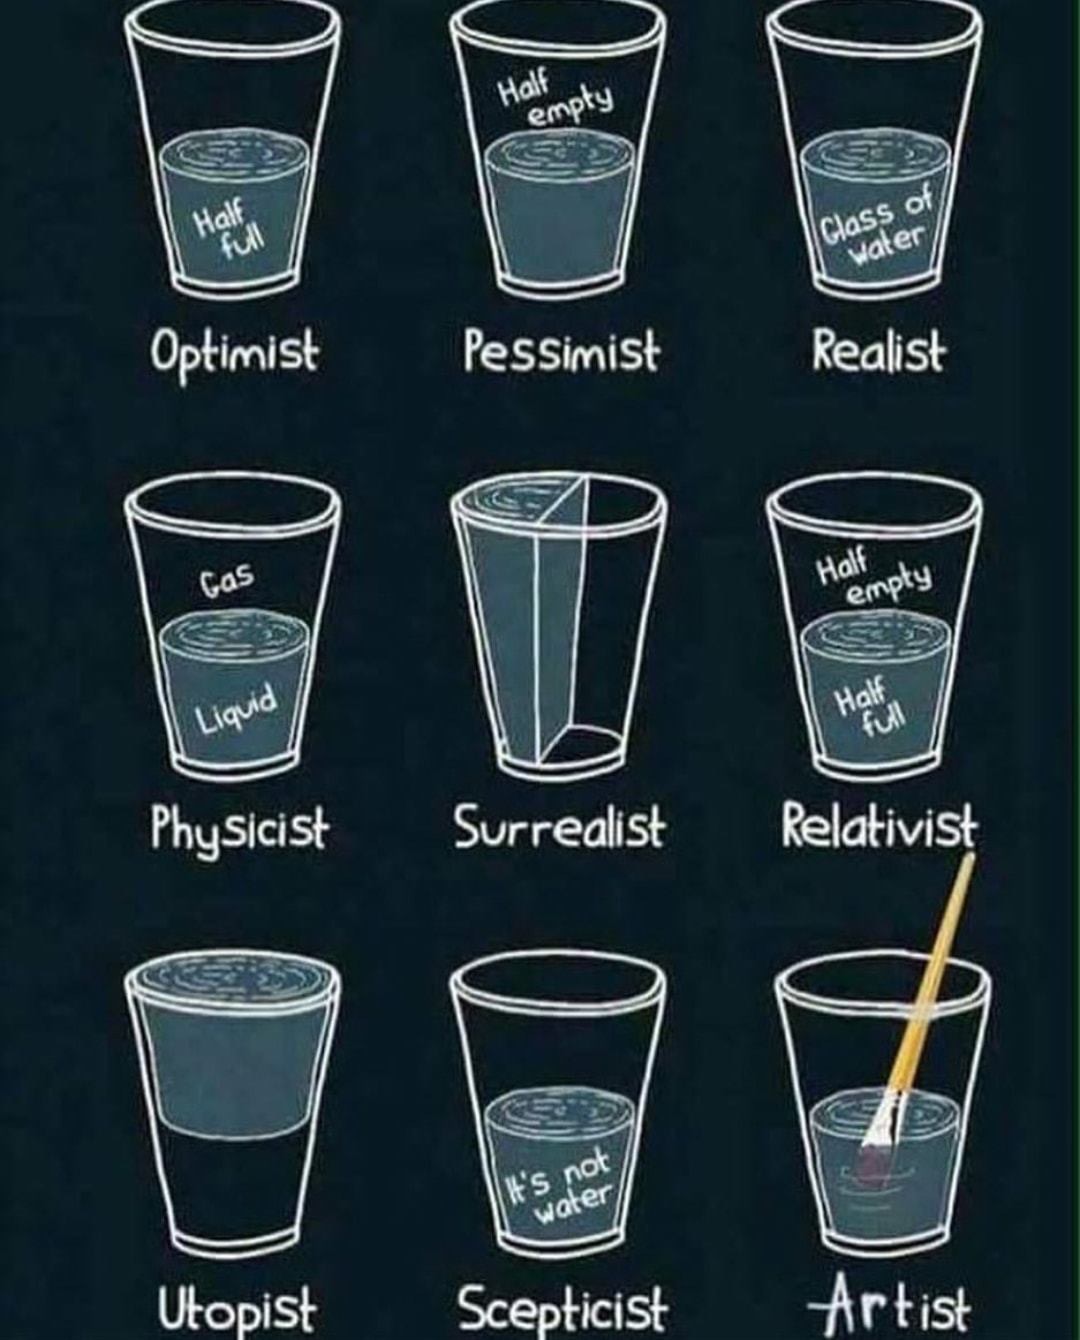 Half
full
Optimist
Half
empty
Pessimist
Glass of
water
Realist
Gas
Liquid
Physicist
Surrealist
Half
empty
Half
full
Relativist
Utopist
It's not
water
Scepticist
Artist